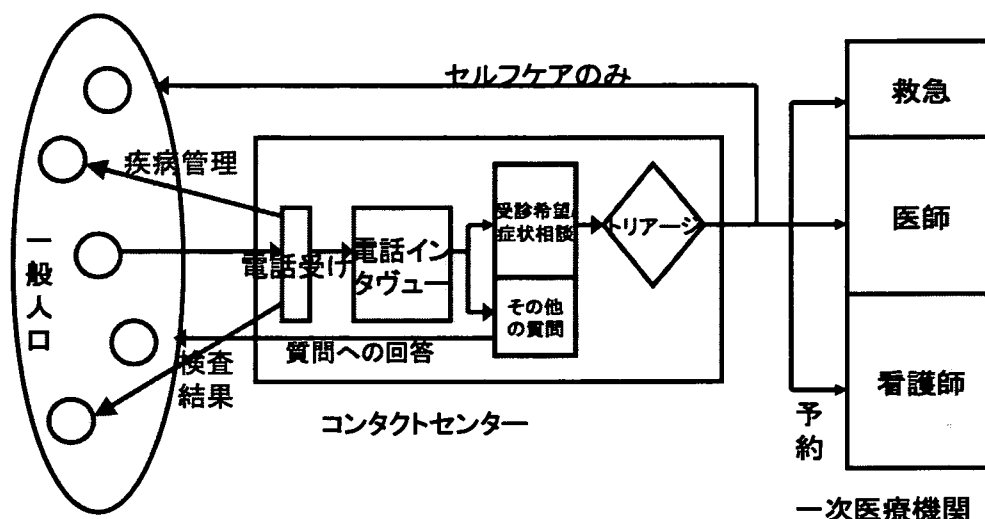 セルフケアのみ
救急
疾病管理
受診希望/
症状相談
トリアージ
医師
一般人口
電話受け
電話イン
タヴュー
その他
の質問
質問への回答
検査
結果
看護師
コンタクトセンター
予約
一次医療機関